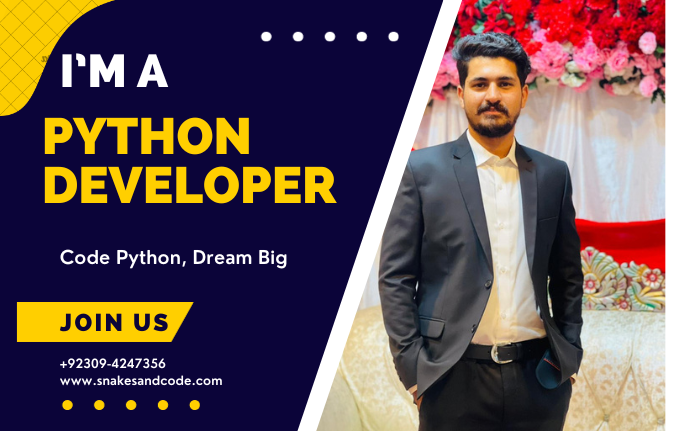 I'M A
PYTHON
DEVELOPER
Code Python, Dream Big
JOIN US
+92309-4247356
www.snakesandcode.com